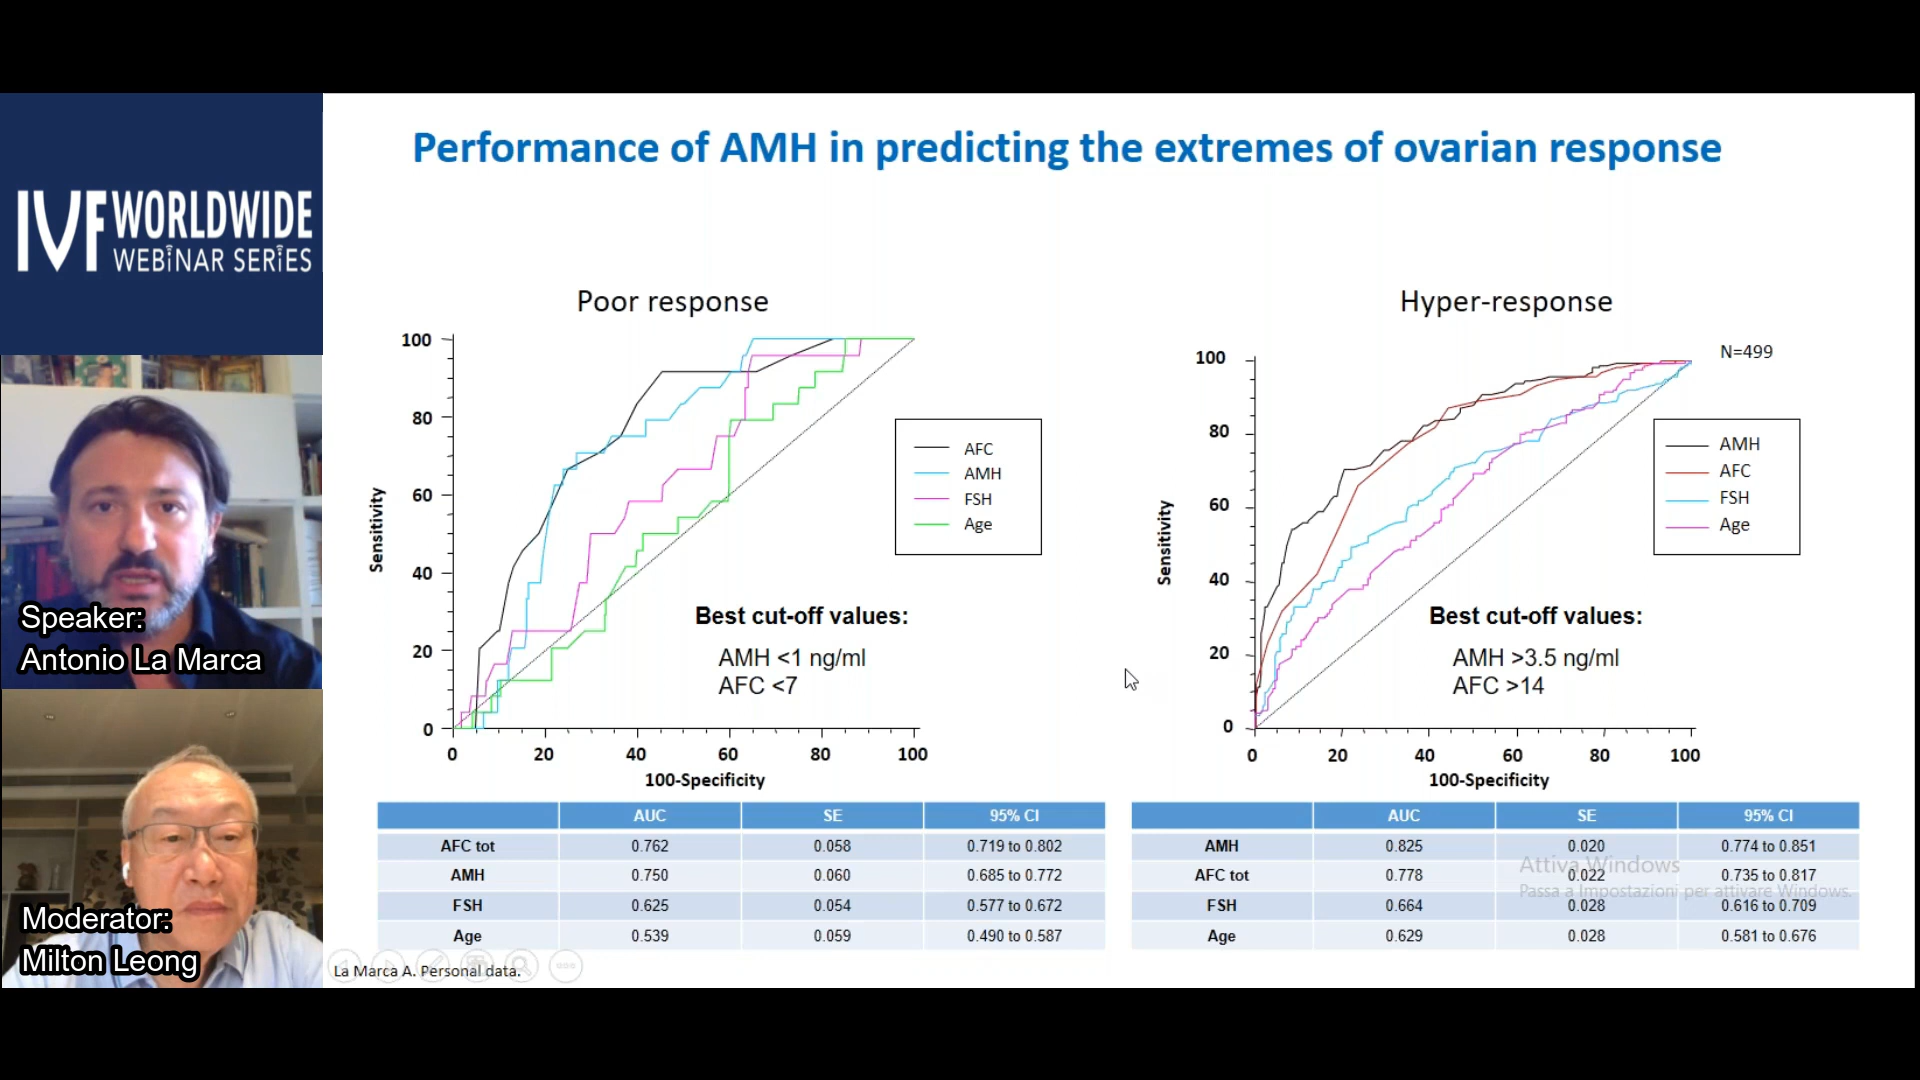 IVF WORLDWIDE
WEBINAR SERIES
Speaker:
Antonio La Marca
Moderator:
Milton Leong
Performance of AMH in predicting the extremes of ovarian response
Poor response
100
80
60
40
20
0
Sensitivity
0 20 40 60 80 100
100-Specificity
AFC
AMH
FSH
Age
Best cut-off values:
AMH <1 ng/ml
AFC <7
Hyper-response
N=499
100
80
60
40
20
0
Sensitivity
0 20 40 60 80 100
100-Specificity
AMH
AFC
FSH
Age
Best cut-off values:
AMH >3.5 ng/ml
AFC >14
AUC SE 95% CI
AFC tot 0.762 0.058 0.719 to 0.802
AMH 0.750 0.060 0.685 to 0.772
FSH 0.625 0.054 0.577 to 0.672
Age 0.539 0.059 0.490 to 0.587
AUC SE 95% CI
AMH 0.825 0.020 0.774 to 0.851
AFC tot 0.778 0.022 0.735 to 0.817
FSH 0.664 0.028 0.616 to 0.709
Age 0.629 0.028 0.581 to 0.676
Attiva Windows
Passa a Impostazioni per attivare Windows.
La Marca A. Personal data.